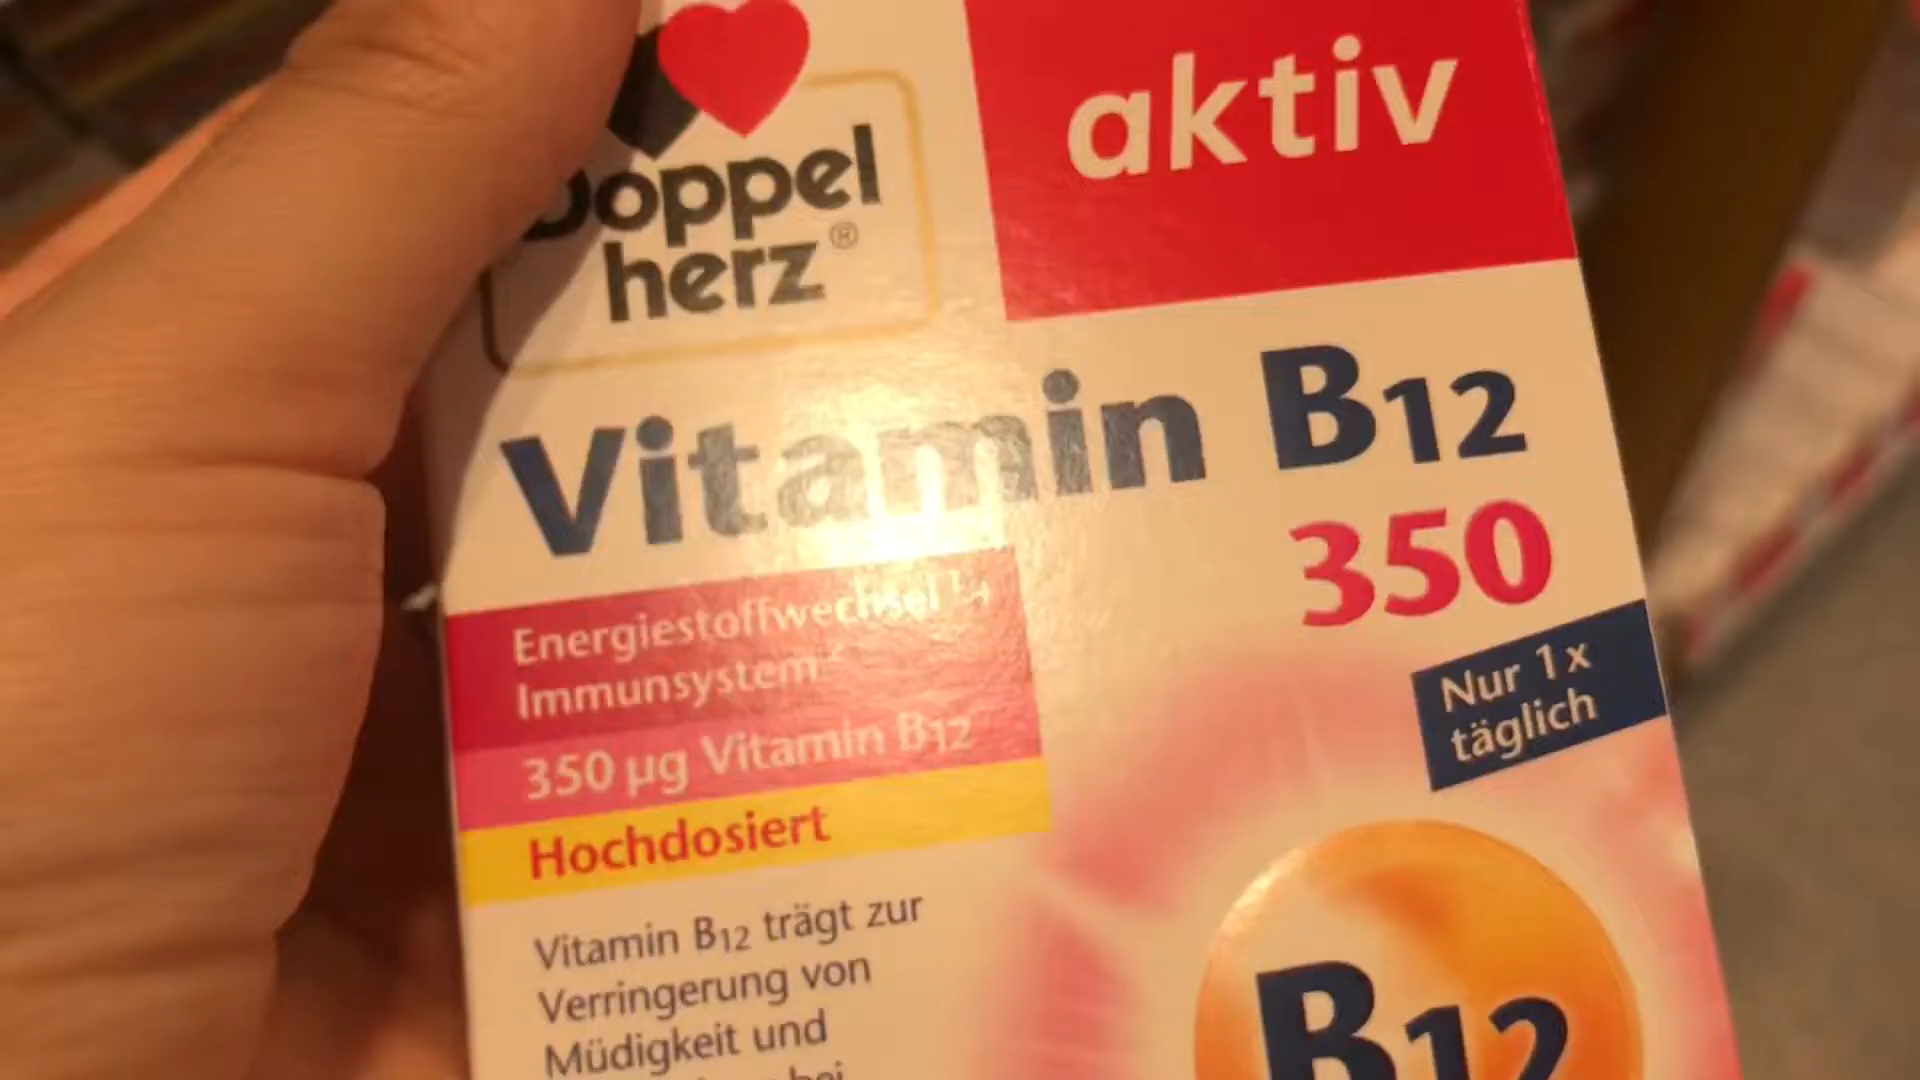 Doppel
herz®
aktiv
Vitamin B12
350
Energiestoffwechsel
Immunsystem
350 µg Vitamin B12
Hochdosiert
Nur 1x
täglich
Vitamin B12 trägt zur
Verringerung von
Müdigkeit und
bei
B12